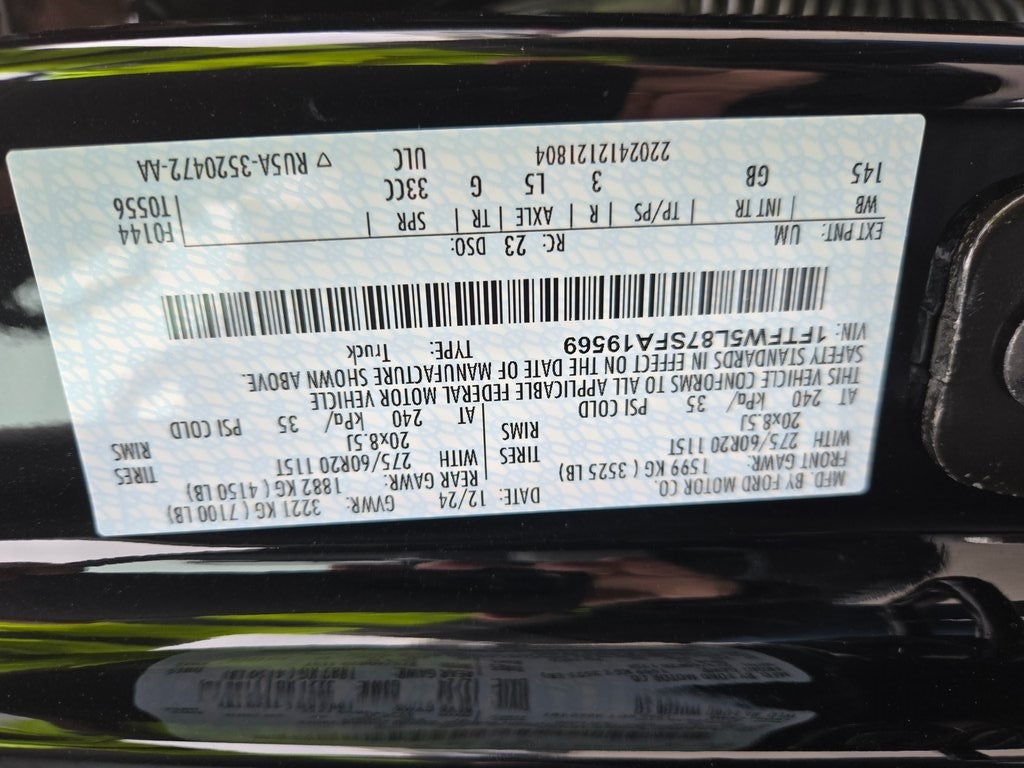 MFD. BY FORD MOTOR CO. DATE: 12/24 GVWR: 3221 KG ( 7100 LB)
FRONT GAWR: 1599 KG ( 3525 LB) REAR GAWR: 1882 KG ( 4150 LB)
WITH 275/60R20 115T TIRES WITH 275/60R20 115T TIRES
20x8.5J RIMS 20x8.5J RIMS
AT 240 kPa/ 35 PSI COLD AT 240 kPa/ 35 PSI COLD
THIS VEHICLE CONFORMS TO ALL APPLICABLE FEDERAL MOTOR VEHICLE
SAFETY STANDARDS IN EFFECT ON THE DATE OF MANUFACTURE SHOWN ABOVE.
VIN: 1FTFW5L87SFA19569 TYPE: Truck
EXT PNT: UM RC: 23 DSO: F0144
WB | INT TR | TP/PS | R | AXLE | TR | SPR | T0556
145 GB 3 L5 G 33CC
2202412121804 ULC ▽ RU5A-3520472-AA